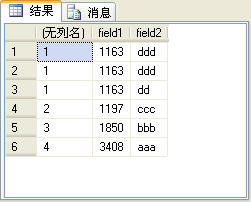 结果 消息
(无列名) field1 field2
1 1 1163 ddd
2 1 1163 ddd
3 1 1163 dd
4 2 1197 ccc
5 3 1850 bbb
6 4 3408 aaa